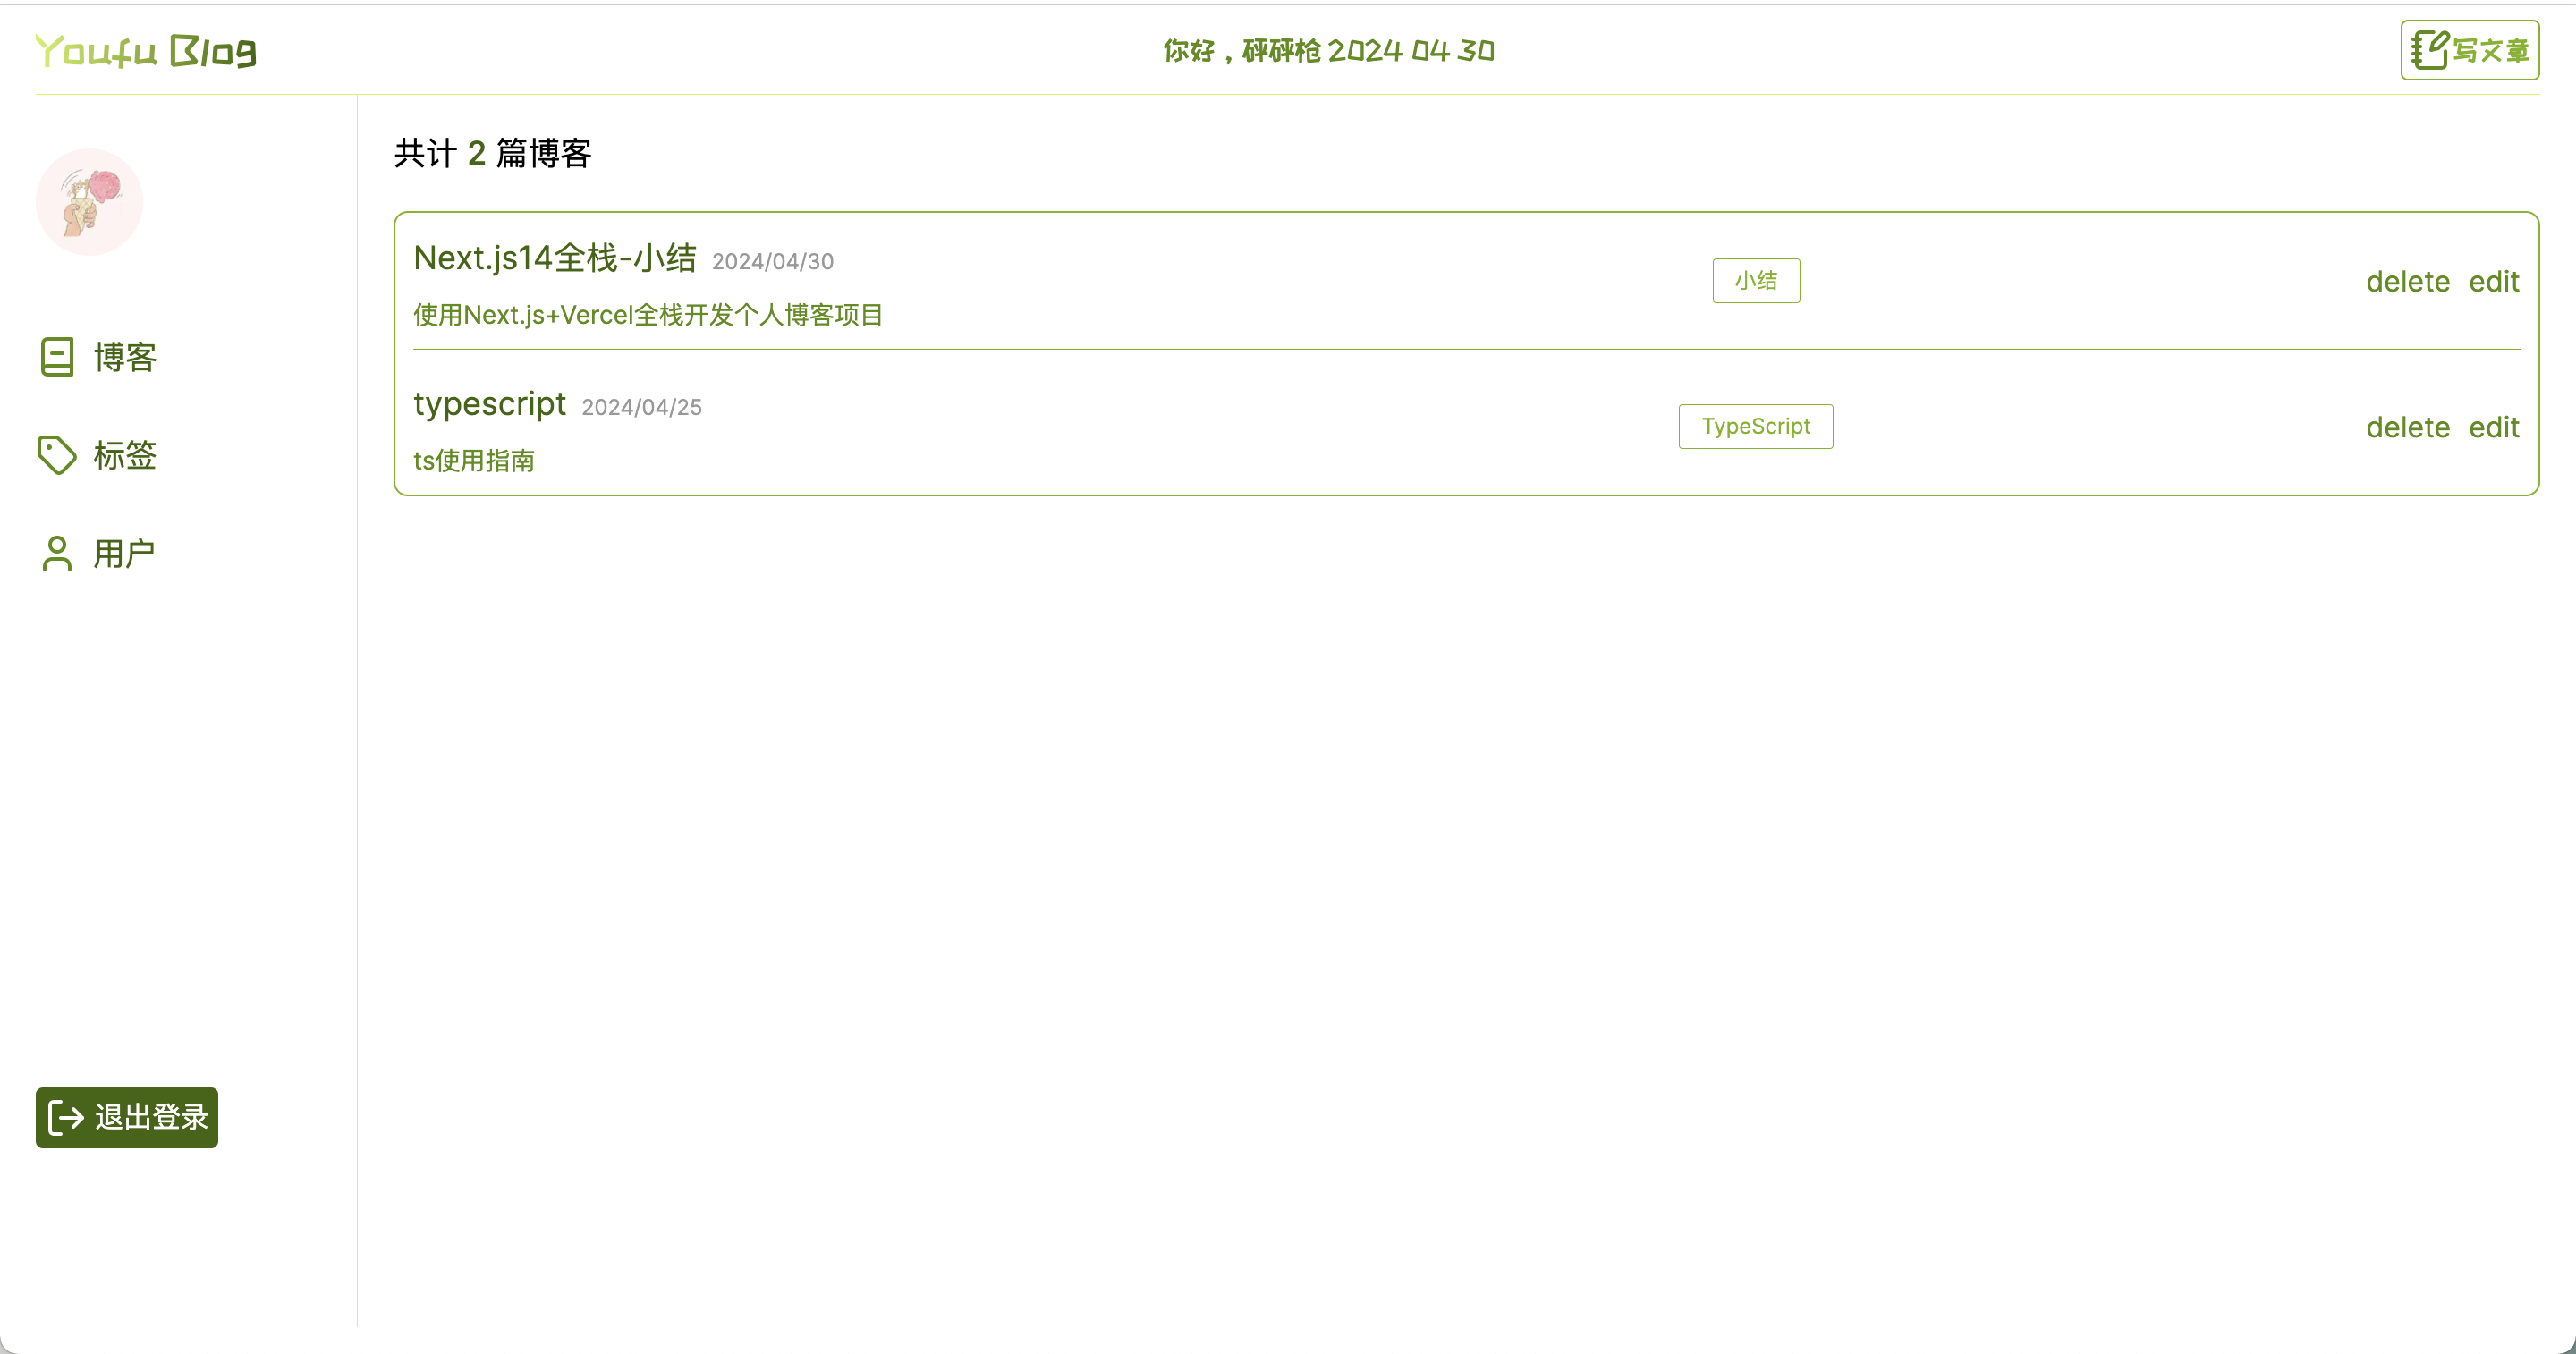 Youfu Blog
你好，砰砰枪 2024 04 30
写文章
博客
标签
用户
退出登录
共计 2 篇博客
Next.js14全栈-小结 2024/04/30
使用Next.js+Vercel全栈开发个人博客项目
小结
delete edit
typescript 2024/04/25
ts使用指南
TypeScript
delete edit